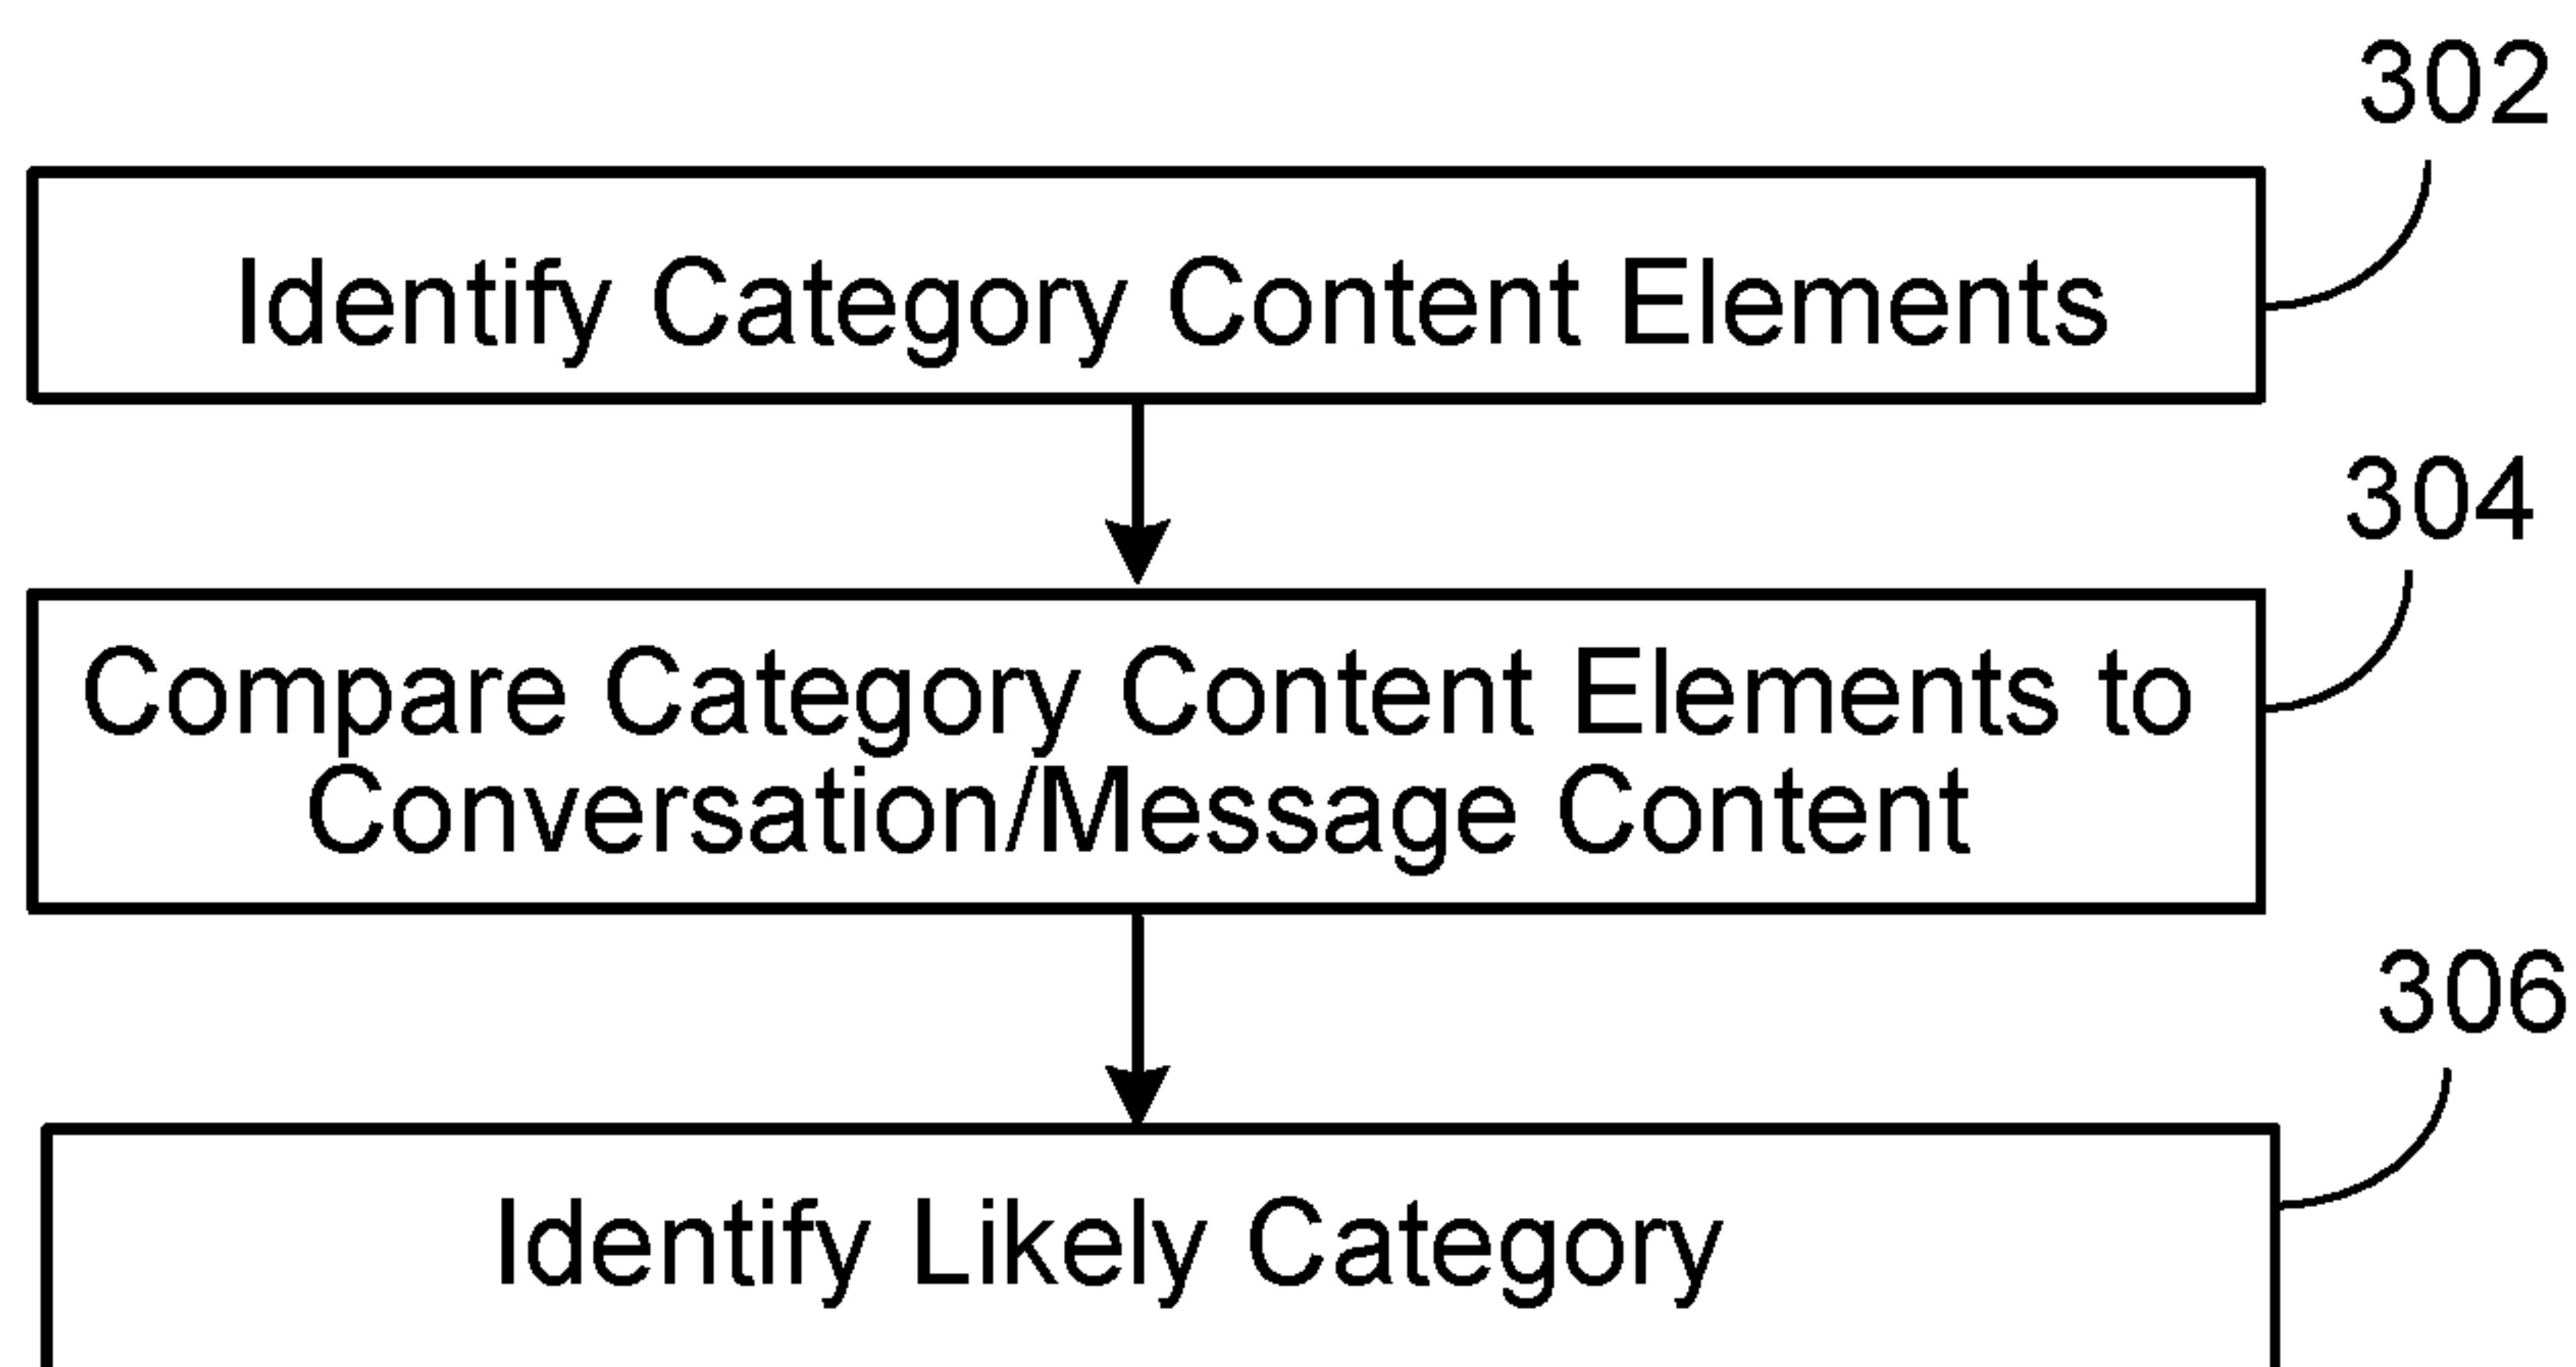 302
Identify Category Content Elements
304
Compare Category Content Elements to
Conversation/Message Content
306
Identify Likely Category